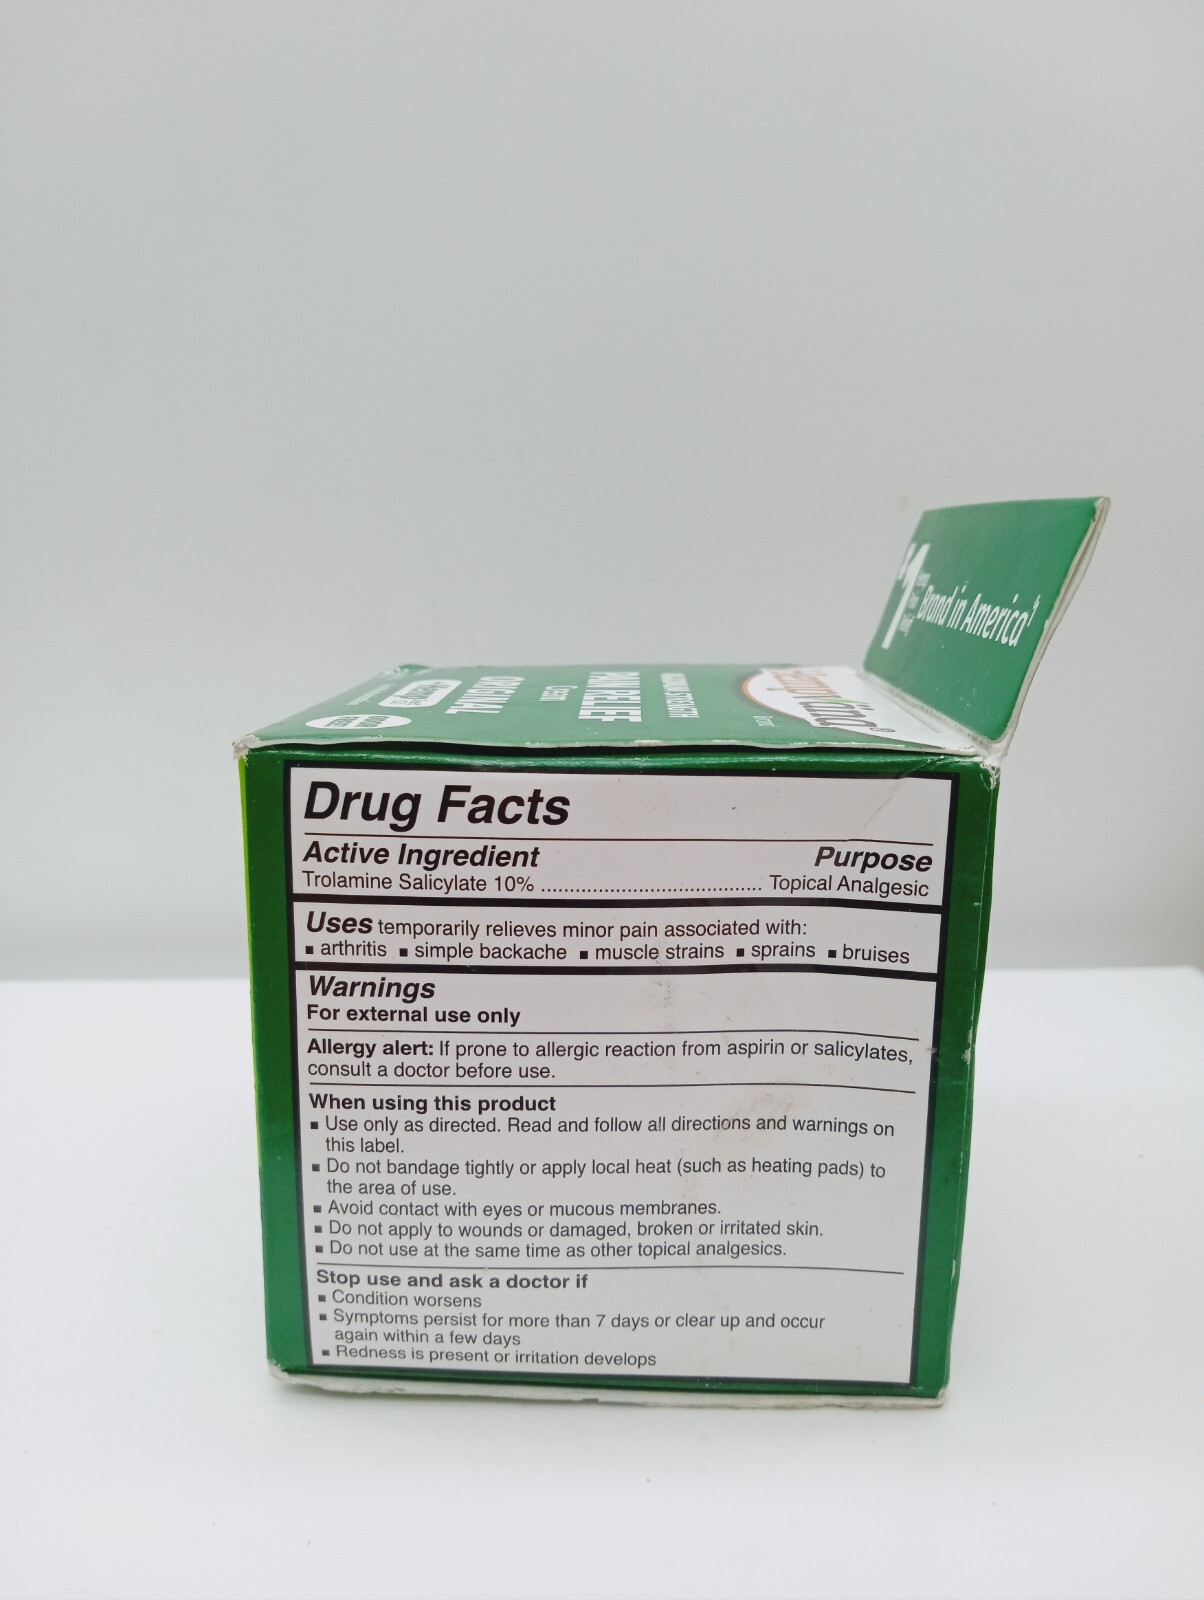 #1
Brand in America†
MAXIMUM STRENGTH
PAIN RELIEF
Cream
ORIGINAL
Drug Facts
Active Ingredient Purpose
Trolamine Salicylate 10% ...................................... Topical Analgesic
Uses temporarily relieves minor pain associated with:
▪ arthritis ▪ simple backache ▪ muscle strains ▪ sprains ▪ bruises
Warnings
For external use only
Allergy alert: If prone to allergic reaction from aspirin or salicylates,
consult a doctor before use.
When using this product
▪ Use only as directed. Read and follow all directions and warnings on
this label.
▪ Do not bandage tightly or apply local heat (such as heating pads) to
the area of use.
▪ Avoid contact with eyes or mucous membranes.
▪ Do not apply to wounds or damaged, broken or irritated skin.
▪ Do not use at the same time as other topical analgesics.
Stop use and ask a doctor if
▪ Condition worsens
▪ Symptoms persist for more than 7 days or clear up and occur
again within a few days
▪ Redness is present or irritation develops